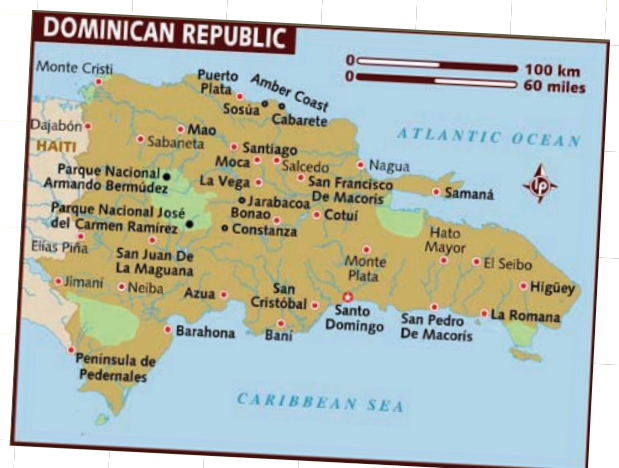 DOMINICAN REPUBLIC
0 100 km
0 60 miles
Monte Cristi
Puerto
Plata
Amber Coast
Sosúa
Cabarete
ATLANTIC OCEAN
Dajabón
Mao
HAITI
Sabaneta
Santiago
Moca
Salcedo
Nagua
Parque Nacional
Armando Bermúdez
La Vega
San Francisco
De Macorís
Samaná
LP
Jarabacoa
Parque Nacional José
del Carmen Ramírez
Bonao
Cotuí
Constanza
Hato
Mayor
Elías Piña
San Juan De
La Maguana
Monte
Plata
El Seibo
Jimaní
Neiba
Azua
San
Cristóbal
Higüey
Santo
Domingo
San Pedro
De Macorís
La Romana
Barahona
Baní
Península de
Pedernales
CARIBBEAN SEA